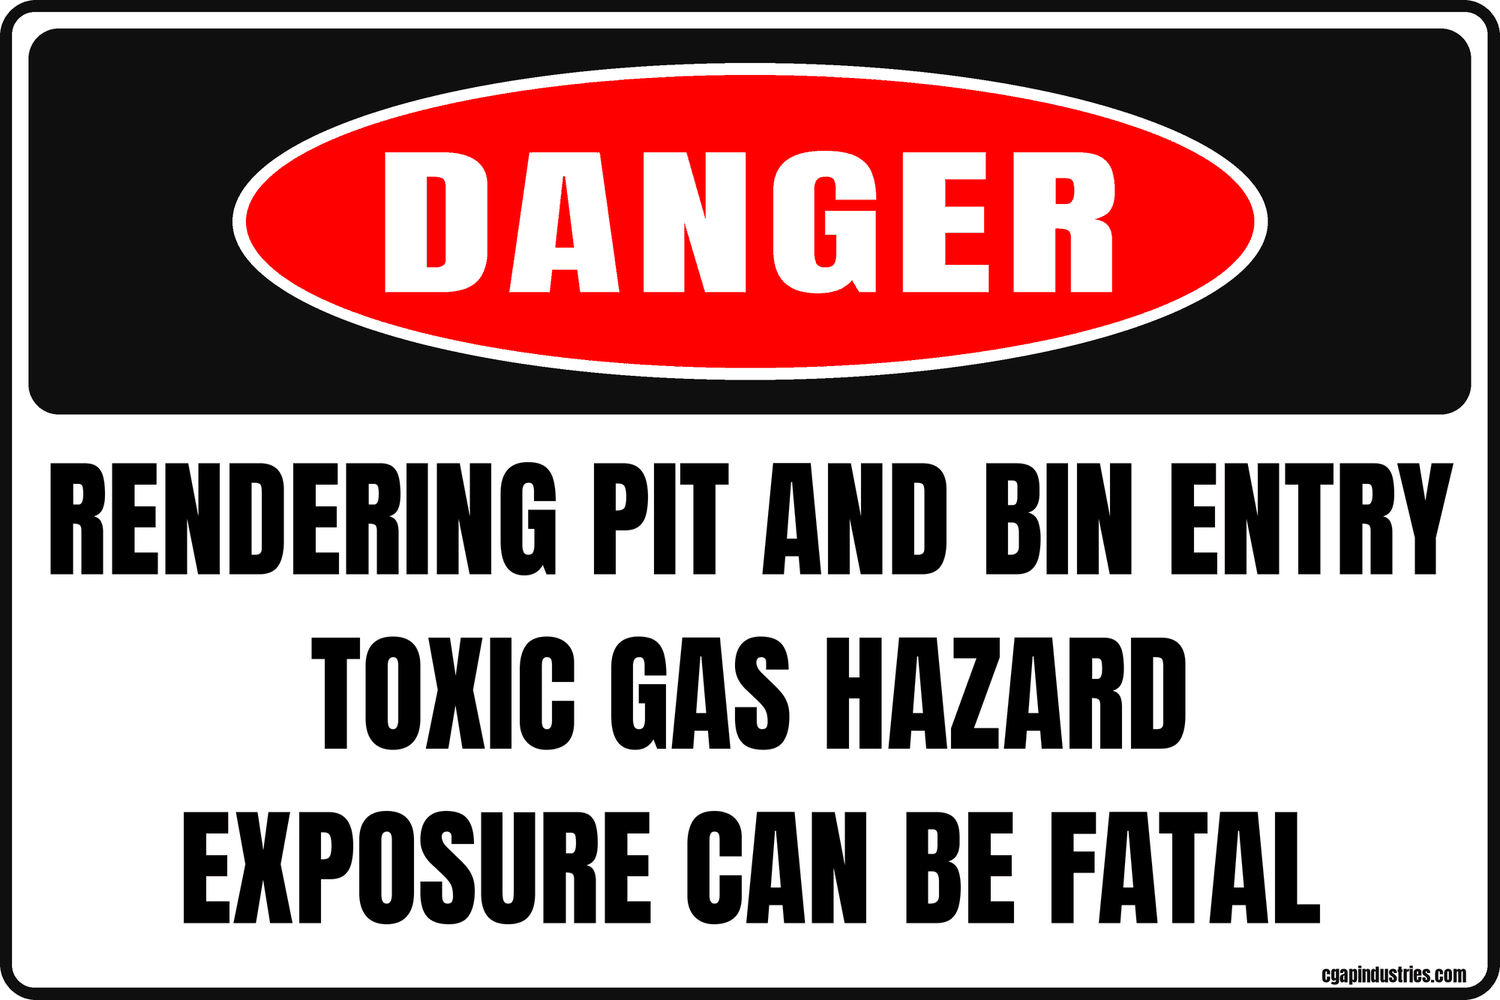 DANGER
RENDERING PIT AND BIN ENTRY
TOXIC GAS HAZARD
EXPOSURE CAN BE FATAL
cgapindustries.com